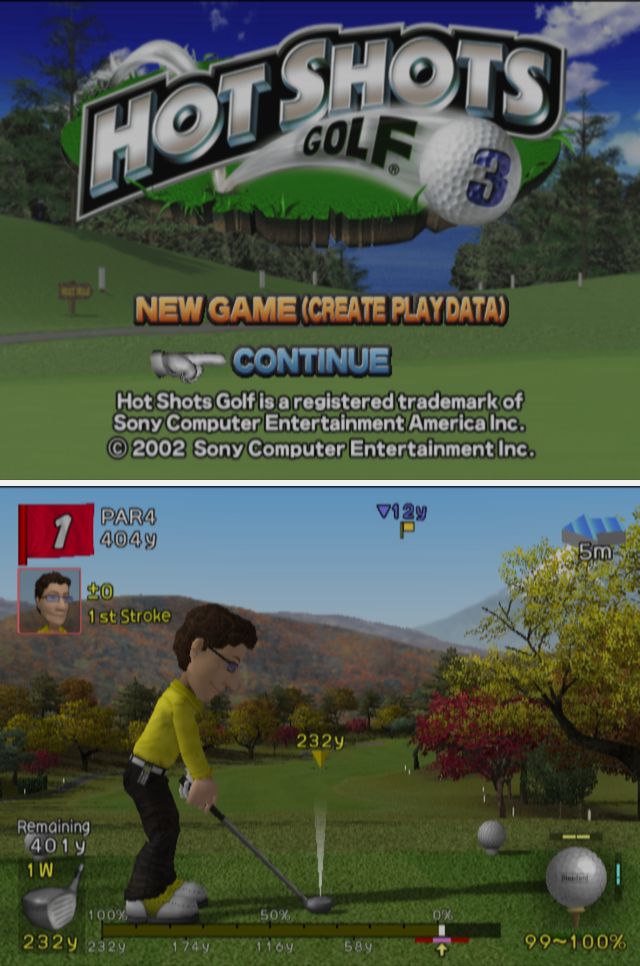 HOT SHOTS
GOLF®
3
NEW GAME (CREATE PLAY DATA)
CONTINUE
Hot Shots Golf is a registered trademark of
Sony Computer Entertainment America Inc.
© 2002 Sony Computer Entertainment Inc.
1
PAR4
404y
▼12y
5m
±0
1st Stroke
232y
Remaining
401y
1W
232y
100% 50% 0%
232y 174y 116y 58y
Standard
99~100%